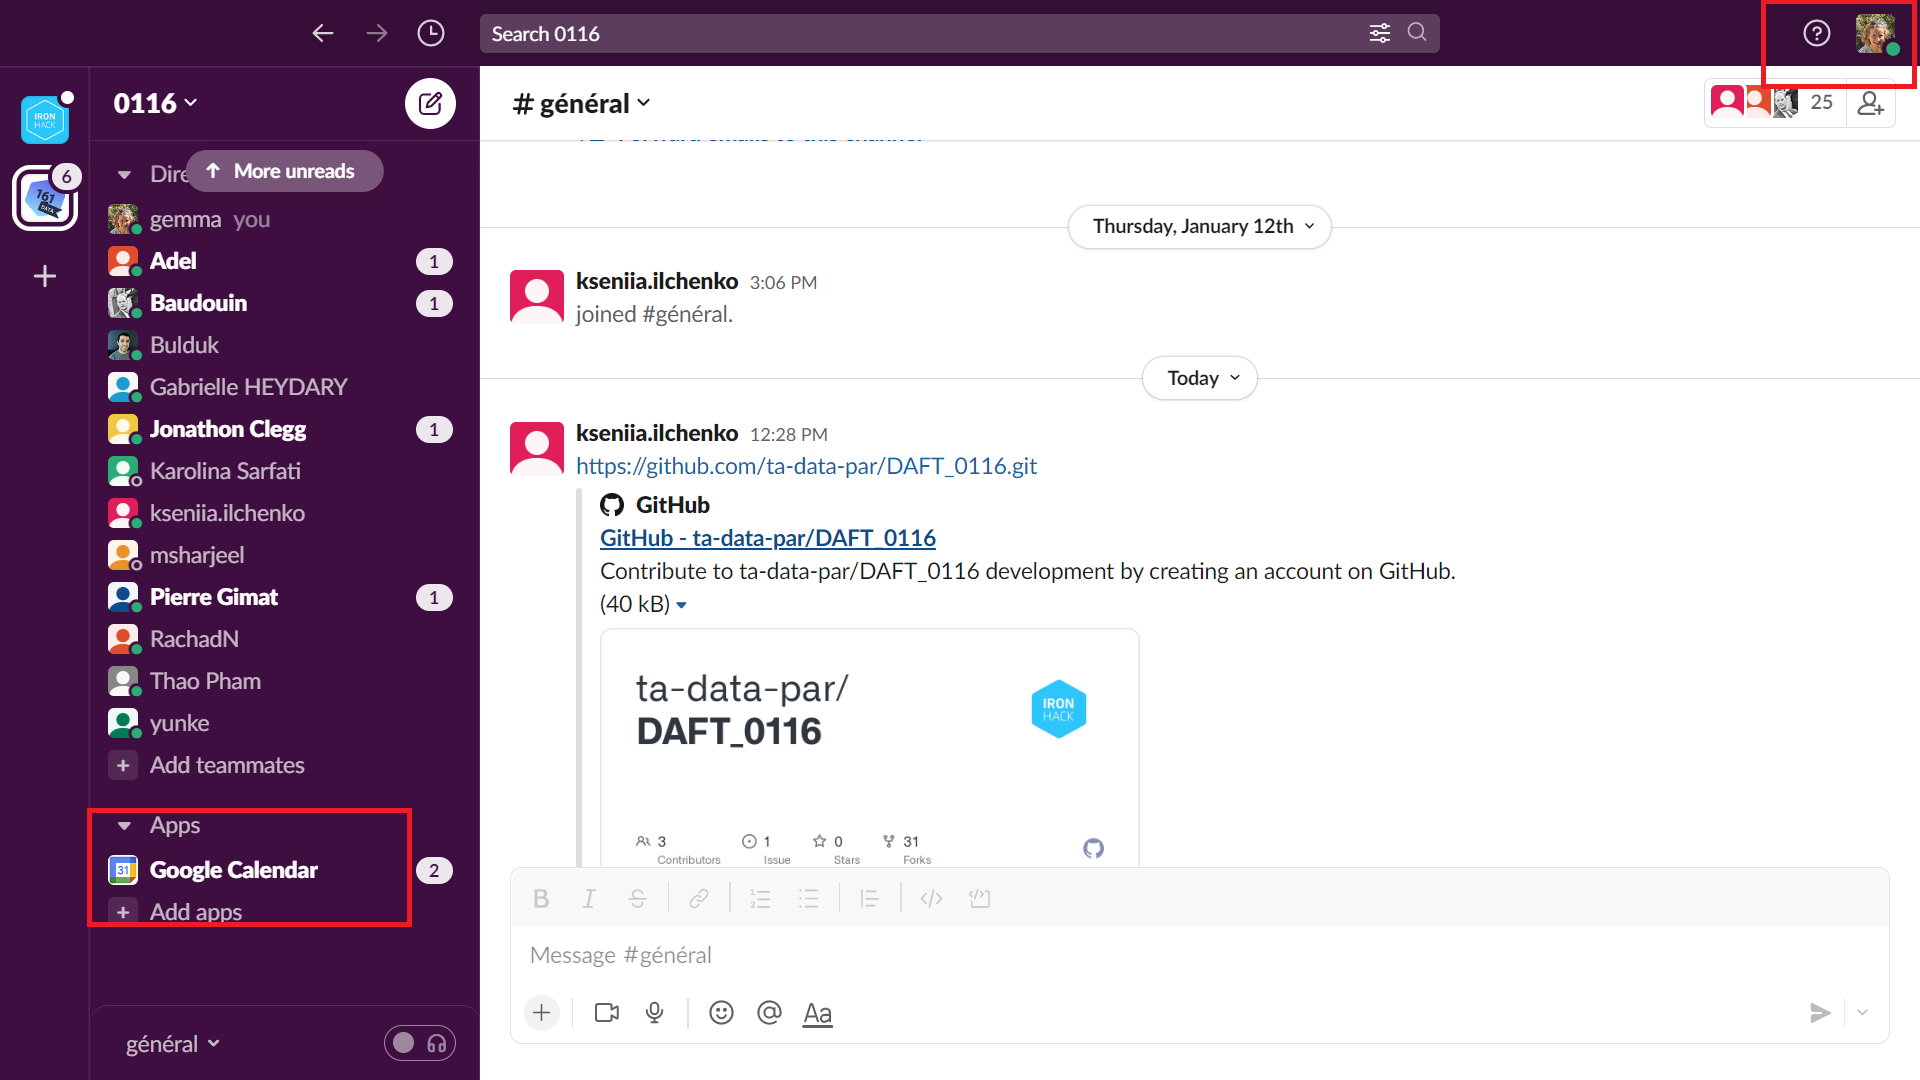 Search 0116
IRON
HACK
6
161
DATA
0116
More unreads
Dire
gemma you
Adel 1
Baudouin 1
Bulduk
Gabrielle HEYDARY
Jonathon Clegg 1
Karolina Sarfati
kseniia.ilchenko
msharjeel
Pierre Gimat 1
RachadN
Thao Pham
yunke
Add teammates
Apps
31 Google Calendar 2
Add apps
général
# général
25
Thursday, January 12th
kseniia.ilchenko 3:06 PM
joined #général.
Today
kseniia.ilchenko 12:28 PM
https://github.com/ta-data-par/DAFT_0116.git
GitHub
GitHub - ta-data-par/DAFT_0116
Contribute to ta-data-par/DAFT_0116 development by creating an account on GitHub.
(40 kB)
ta-data-par/
DAFT_0116
IRON
HACK
3 1 0 31
Contributors Issue Stars Forks
B I S
Message #général
@ Aa